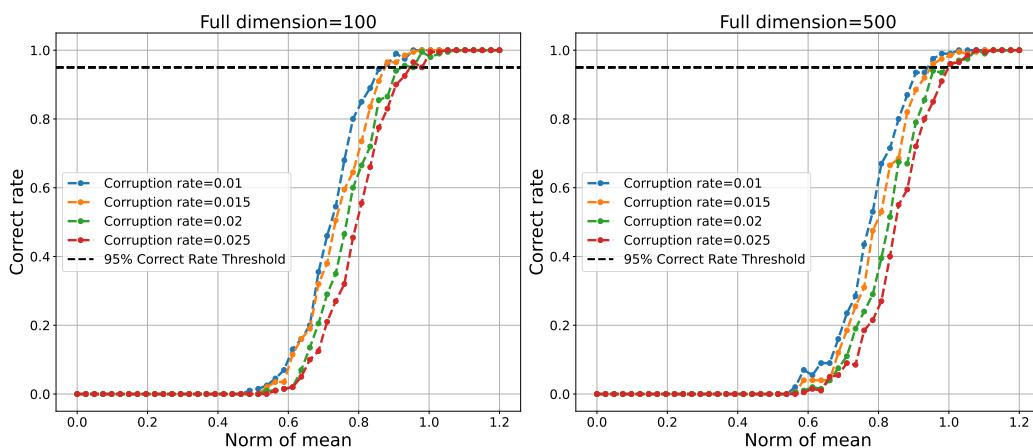 Full dimension=100
1.0
0.8
0.6
0.4
0.2
0.0
Correct rate
Corruption rate=0.01
Corruption rate=0.015
Corruption rate=0.02
Corruption rate=0.025
95% Correct Rate Threshold
0.0 0.2 0.4 0.6 0.8 1.0 1.2
Norm of mean
Full dimension=500
1.0
0.8
0.6
0.4
0.2
0.0
Correct rate
Corruption rate=0.01
Corruption rate=0.015
Corruption rate=0.02
Corruption rate=0.025
95% Correct Rate Threshold
0.0 0.2 0.4 0.6 0.8 1.0 1.2
Norm of mean